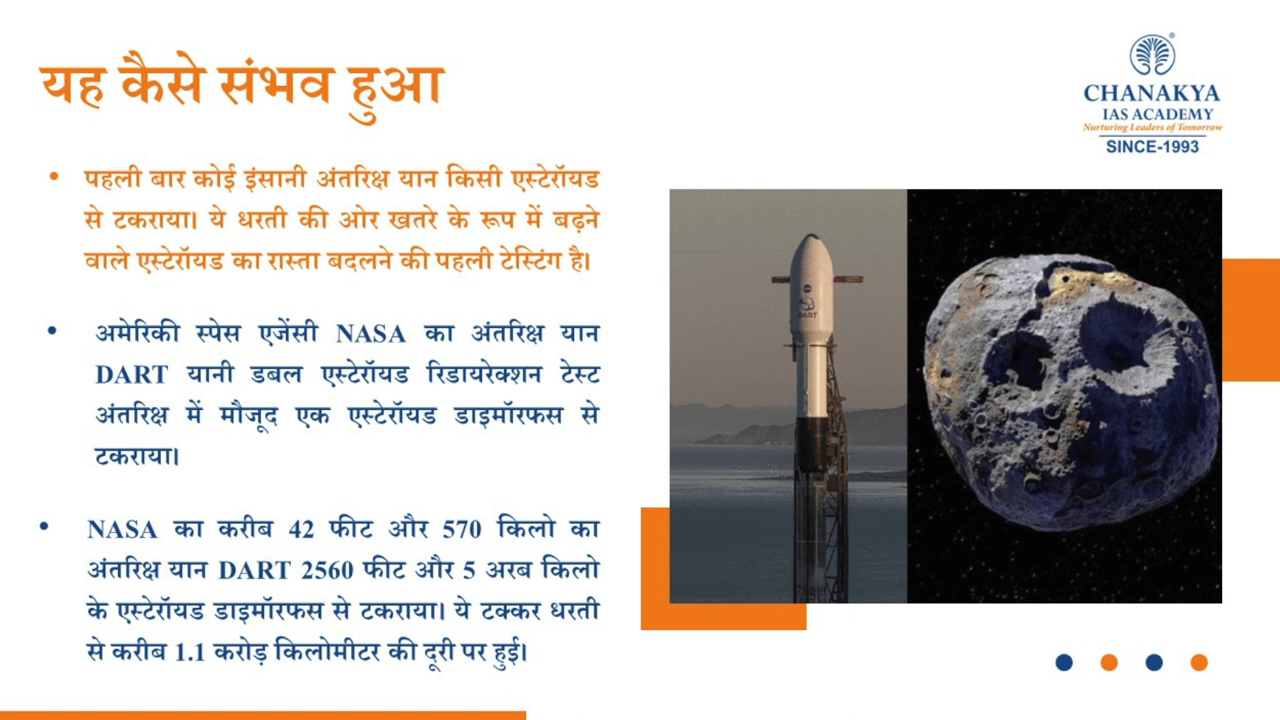 यह कैसे संभव हुआ
CHANAKYA
IAS ACADEMY
Nurturing Leaders of Tomorrow
SINCE-1993
• पहली बार कोई इंसानी अंतरिक्ष यान किसी एस्टेरॉयड
से टकराया। ये धरती की ओर खतरे के रूप में बढ़ने
वाले एस्टेरॉयड का रास्ता बदलने की पहली टेस्टिंग है।
• अमेरिकी स्पेस एजेंसी NASA का अंतरिक्ष यान
DART यानी डबल एस्टेरॉयड रिडायरेक्शन टेस्ट
अंतरिक्ष में मौजूद एक एस्टेरॉयड डाइमॉरफस से
टकराया।
• NASA का करीब 42 फीट और 570 किलो का
अंतरिक्ष यान DART 2560 फीट और 5 अरब किलो
के एस्टेरॉयड डाइमॉरफस से टकराया। ये टक्कर धरती
से करीब 1.1 करोड़ किलोमीटर की दूरी पर हुई।
DART